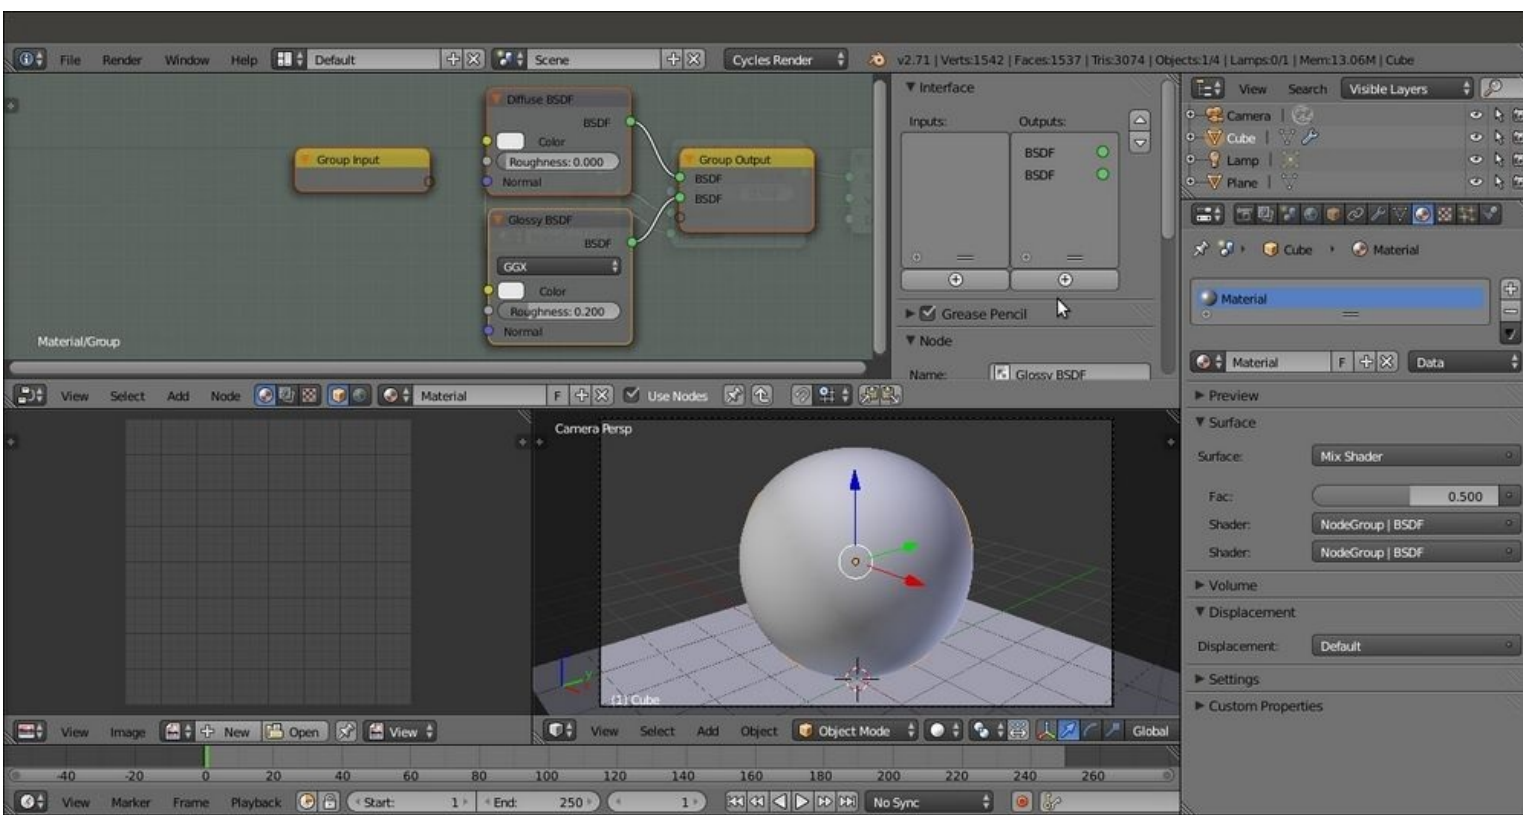 File Render Window Help Default Scene Cycles Render v2.71 | Verts:1542 | Faces:1537 | Tris:3074 | Objects:1/4 | Lamps:0/1 | Mem:13.06M | Cube
Group Input
Diffuse BSDF
BSDF
Color
Roughness: 0.000
Normal
Glossy BSDF
BSDF
GGX
Color
Roughness: 0.200
Normal
Group Output
BSDF
BSDF
Material/Group
Interface
Inputs: Outputs:
BSDF
BSDF
Grease Pencil
Node
Name: Glossy BSDF
View Search Visible Layers
Camera
Cube
Lamp
Plane
Cube Material
Material
Material F Data
Preview
Surface
Surface: Mix Shader
Fac: 0.500
Shader: NodeGroup | BSDF
Shader: NodeGroup | BSDF
Volume
Displacement
Displacement: Default
Settings
Custom Properties
View Select Add Node Material F Use Nodes
Camera Persp
(1) Cube
View Image New Open View
View Select Add Object Object Mode Global
-40 -20 0 20 40 60 80 100 120 140 160 180 200 220 240 260
View Marker Frame Playback Start: 1 End: 250 1 No Sync